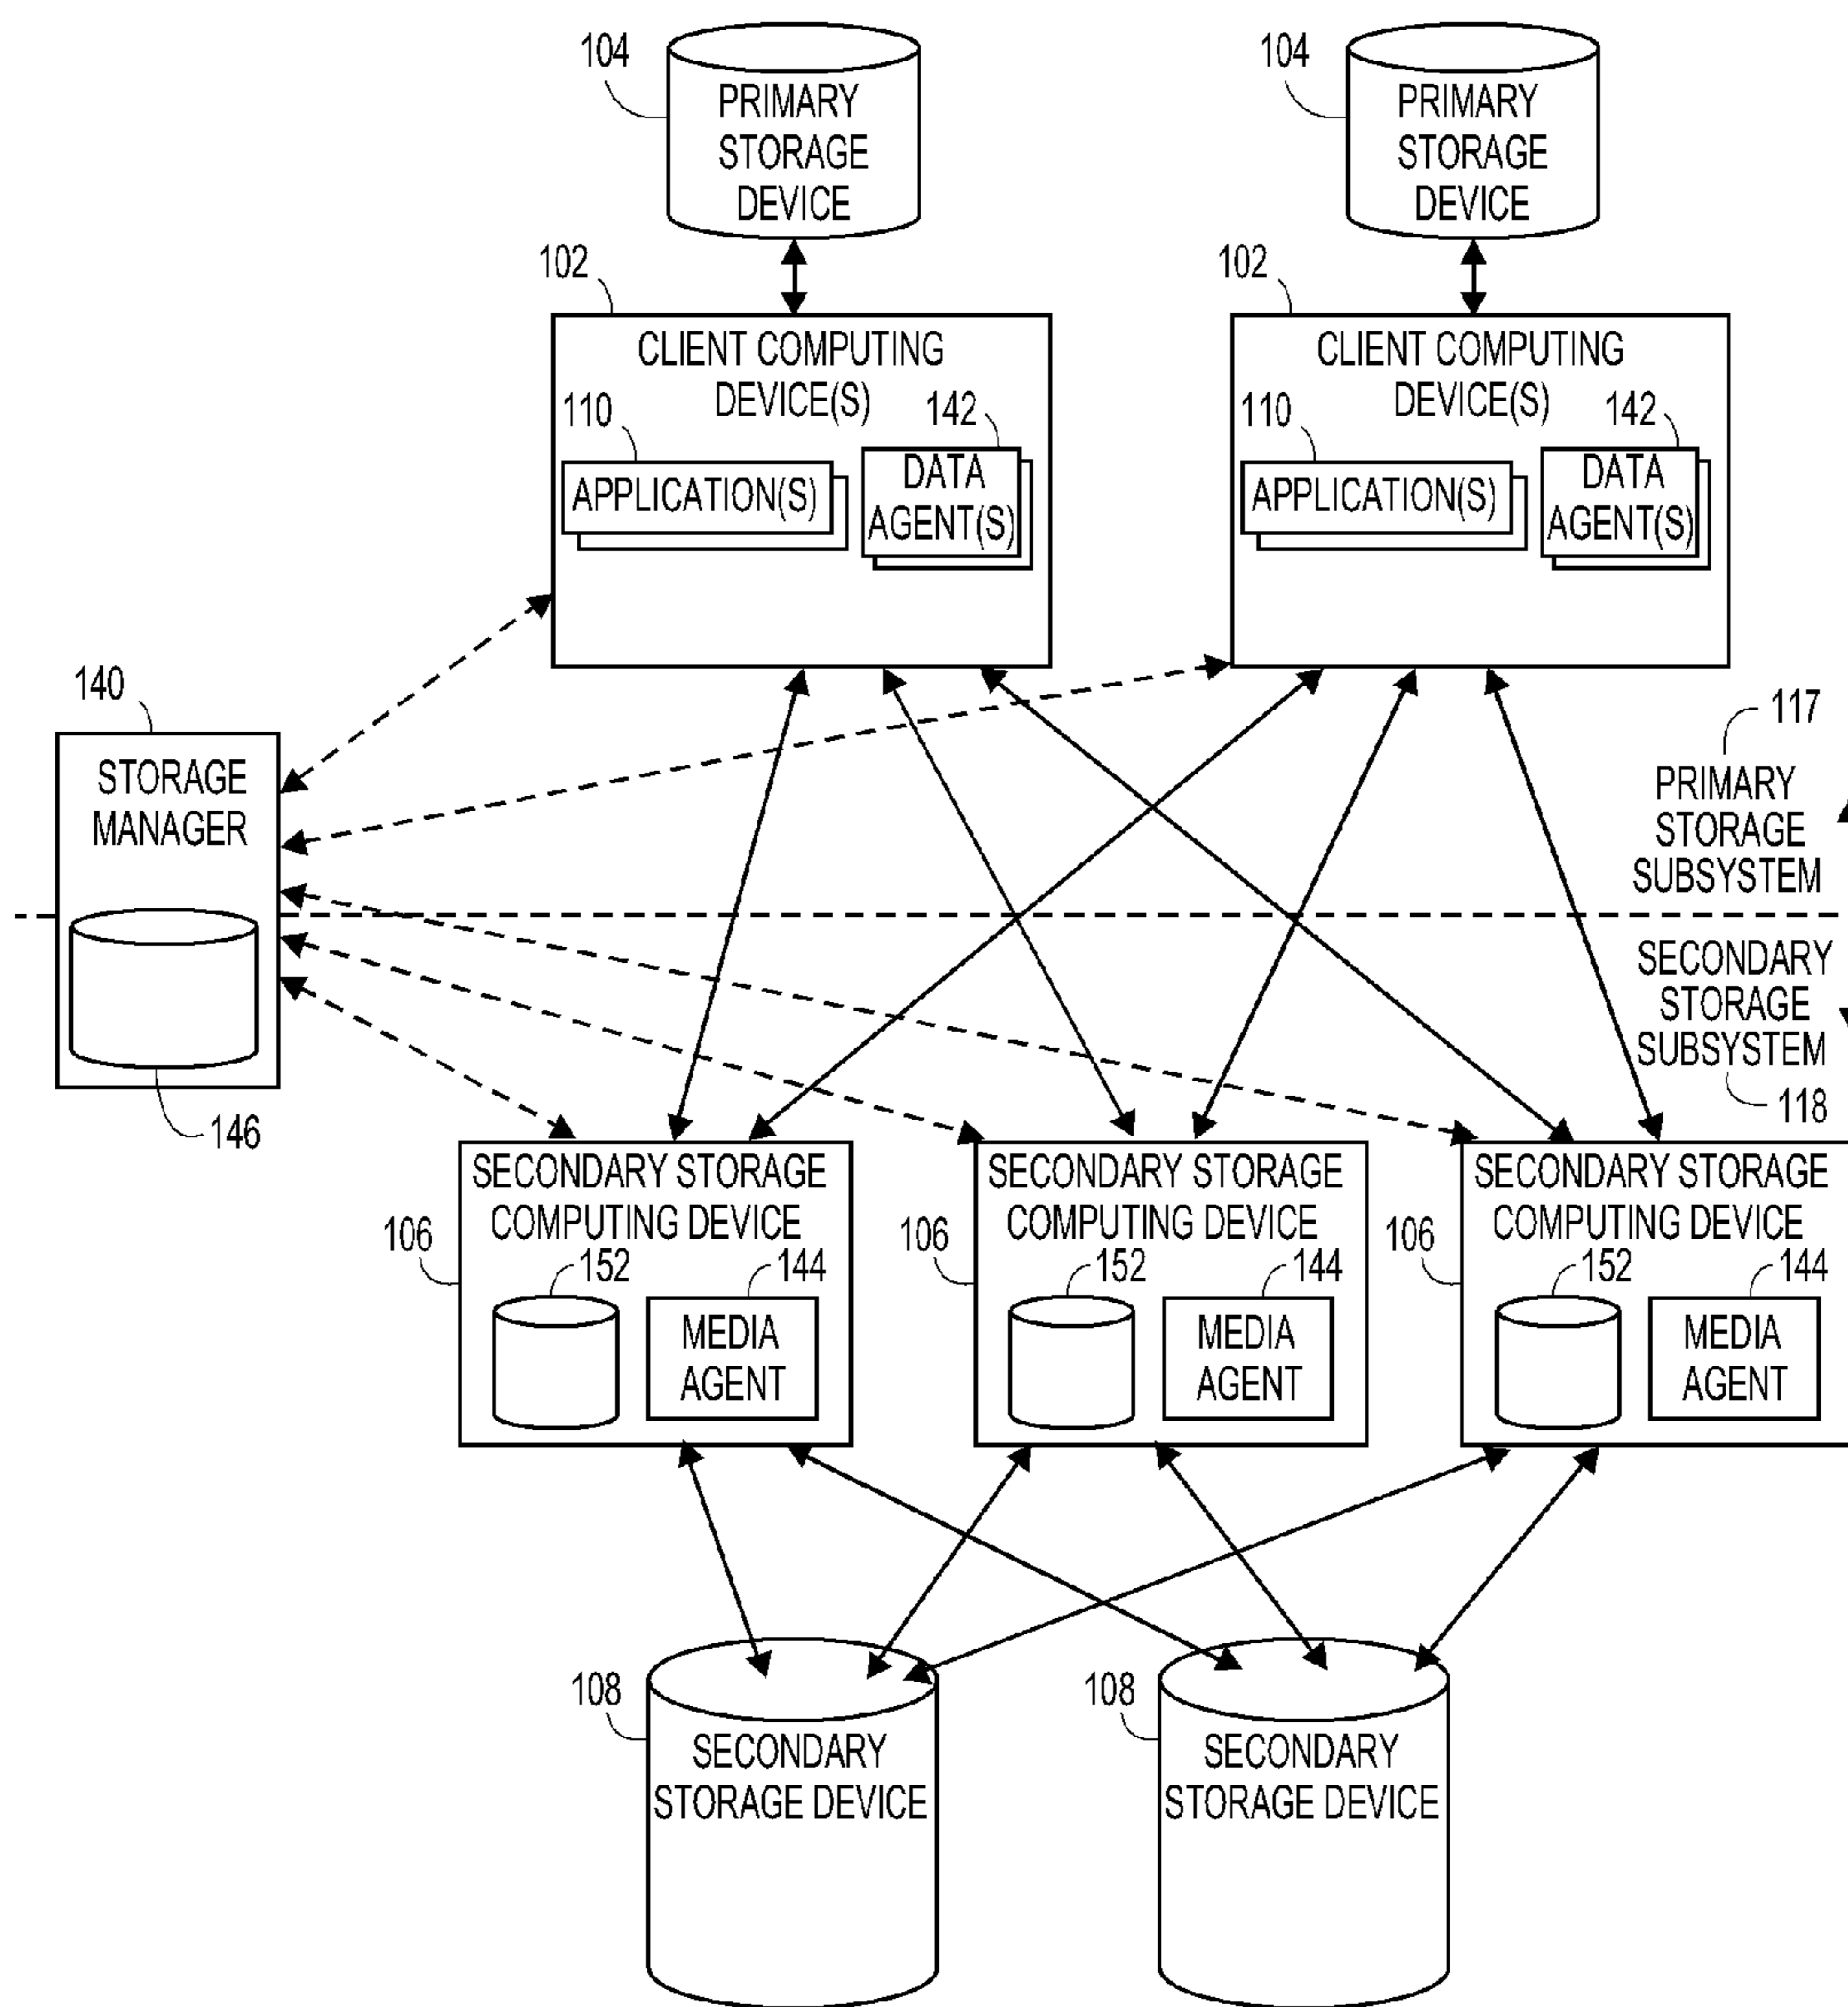 104
PRIMARY
STORAGE
DEVICE
104
PRIMARY
STORAGE
DEVICE
102
CLIENT COMPUTING
DEVICE(S)
110
APPLICATION(S)
142
DATA
AGENT(S)
102
CLIENT COMPUTING
DEVICE(S)
110
APPLICATION(S)
142
DATA
AGENT(S)
140
STORAGE
MANAGER
146
117
PRIMARY
STORAGE
SUBSYSTEM
SECONDARY
STORAGE
SUBSYSTEM
118
SECONDARY STORAGE
COMPUTING DEVICE
106
152
144
MEDIA
AGENT
SECONDARY STORAGE
COMPUTING DEVICE
106
152
144
MEDIA
AGENT
SECONDARY STORAGE
COMPUTING DEVICE
106
152
144
MEDIA
AGENT
108
SECONDARY
STORAGE DEVICE
108
SECONDARY
STORAGE DEVICE